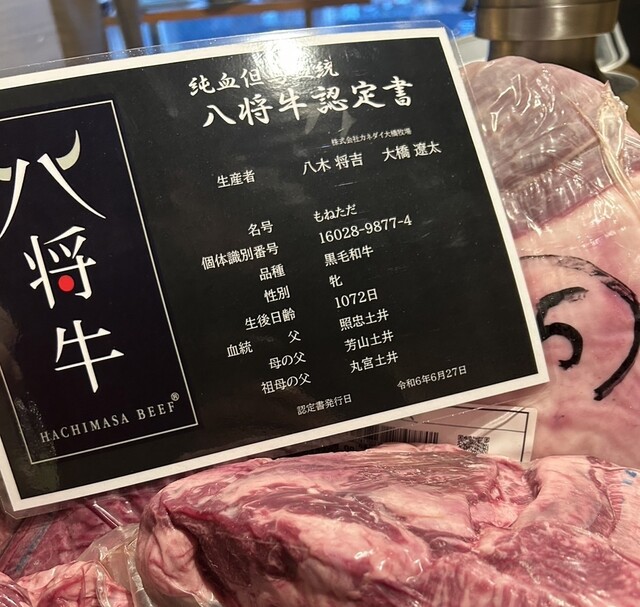 八将牛
HACHIMASA BEEF®
純血但馬血統
八将牛認定書
株式会社カネダイ大橋牧場
生産者 八木 将吉 大橋 遼太
名号 もねただ
個体識別番号 16028-9877-4
品種 黒毛和牛
性別 牝
生後日齢 1072日
血統 父 照忠土井
母の父 芳山土井
祖母の父 丸宮土井
認定書発行日 令和6年6月27日
6